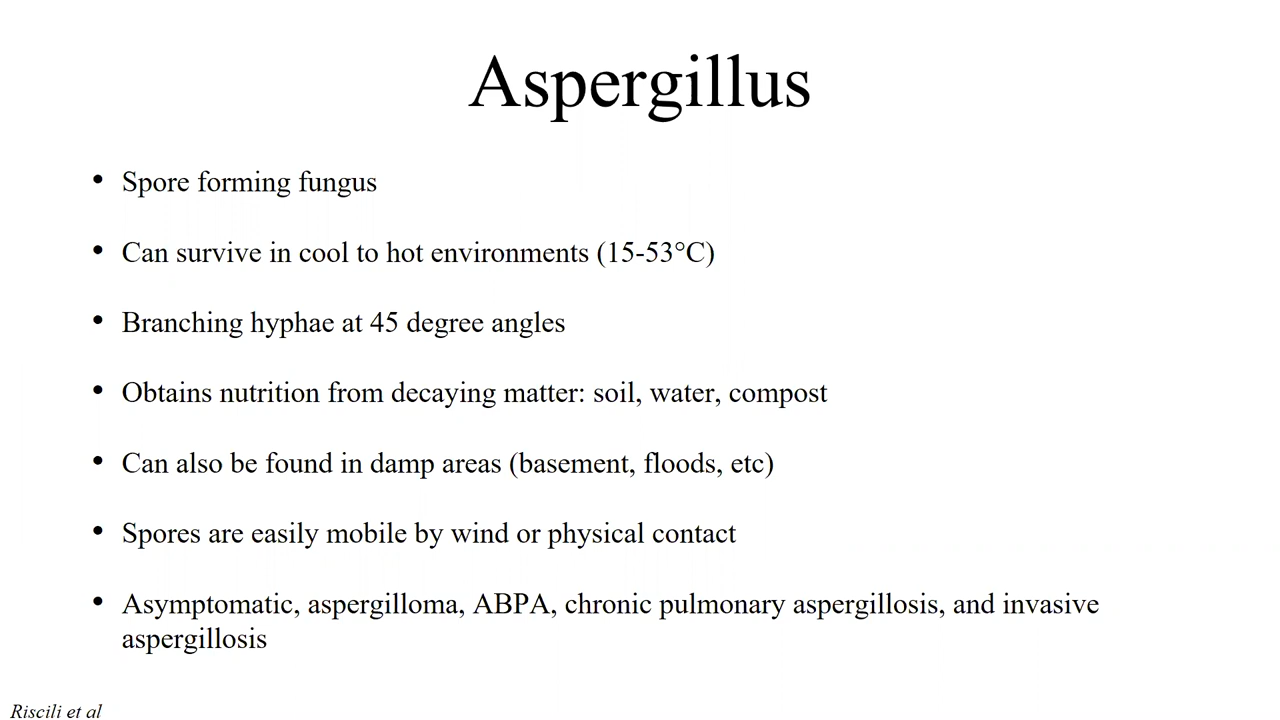 Aspergillus
• Spore forming fungus
• Can survive in cool to hot environments (15-53°C)
• Branching hyphae at 45 degree angles
• Obtains nutrition from decaying matter: soil, water, compost
• Can also be found in damp areas (basement, floods, etc)
• Spores are easily mobile by wind or physical contact
• Asymptomatic, aspergilloma, ABPA, chronic pulmonary aspergillosis, and invasive
aspergillosis
Riscili et al